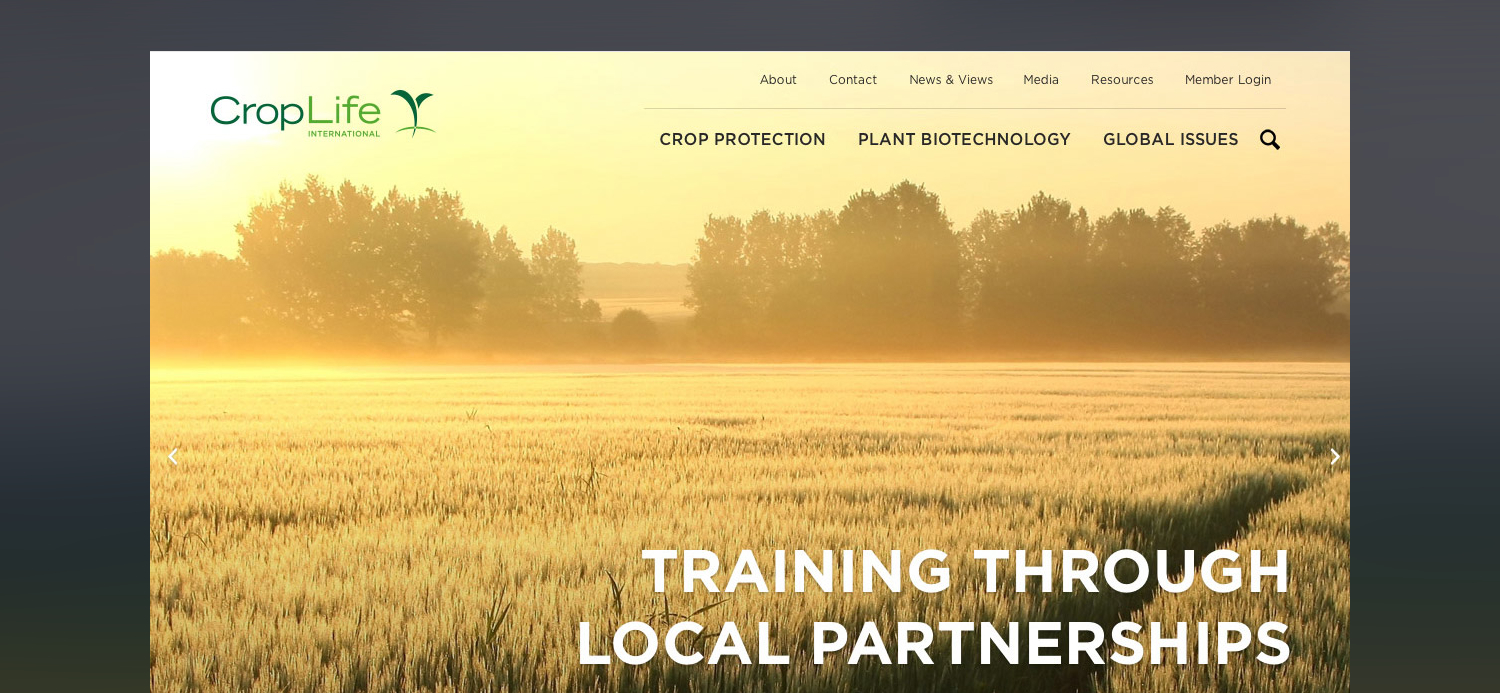 About Contact News & Views Media Resources Member Login
CropLife
INTERNATIONAL
CROP PROTECTION PLANT BIOTECHNOLOGY GLOBAL ISSUES
TRAINING THROUGH
LOCAL PARTNERSHIPS